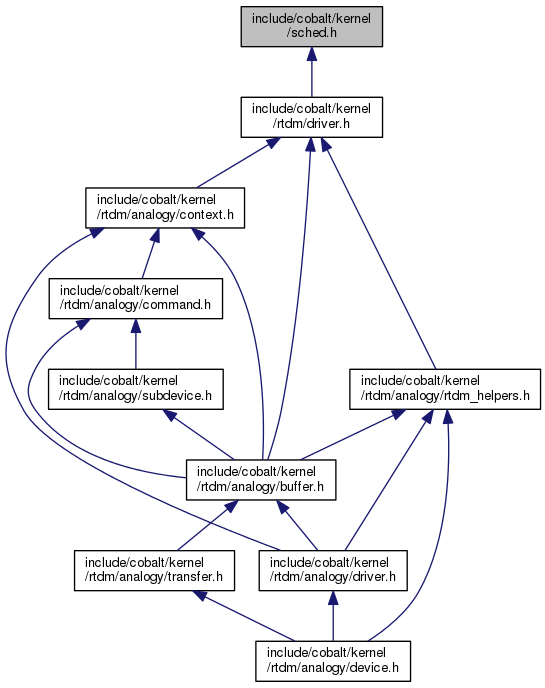 include/cobalt/kernel
/sched.h
include/cobalt/kernel
/rtdm/driver.h
include/cobalt/kernel
/rtdm/analogy/context.h
include/cobalt/kernel
/rtdm/analogy/command.h
include/cobalt/kernel
/rtdm/analogy/subdevice.h
include/cobalt/kernel
/rtdm/analogy/rtdm_helpers.h
include/cobalt/kernel
/rtdm/analogy/buffer.h
include/cobalt/kernel
/rtdm/analogy/transfer.h
include/cobalt/kernel
/rtdm/analogy/driver.h
include/cobalt/kernel
/rtdm/analogy/device.h